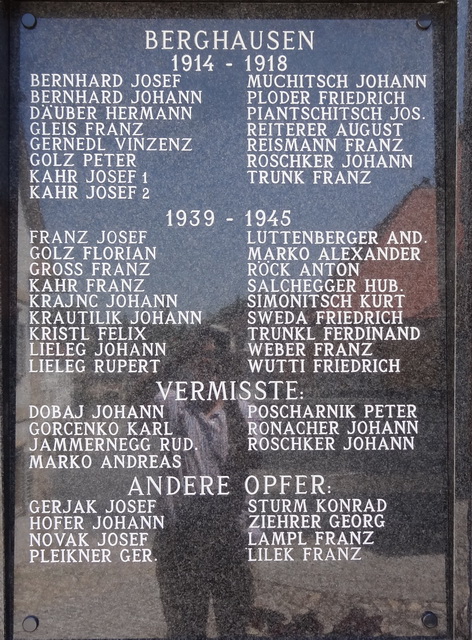 BERGHAUSEN
1914 - 1918
BERNHARD JOSEF
BERNHARD JOHANN
DÄUBER HERMANN
GLEIS FRANZ
GERNEDL VINZENZ
GOLZ PETER
KAHR JOSEF 1
KAHR JOSEF 2
MUCHITSCH JOHANN
PLODER FRIEDRICH
PIANTSCHITSCH JOS.
REITERER AUGUST
REISMANN FRANZ
ROSCHKER JOHANN
TRUNK FRANZ
1939 - 1945
FRANZ JOSEF
GOLZ FLORIAN
GROSS FRANZ
KAHR FRANZ
KRAJNC JOHANN
KRAUTILIK JOHANN
KRISTL FELIX
LIELEG JOHANN
LIELEG RUPERT
LUTTENBERGER AND.
MARKO ALEXANDER
RÖCK ANTON
SALCHEGGER HUB.
SIMONITSCH KURT
SWEDA FRIEDRICH
TRUNKL FERDINAND
WEBER FRANZ
WUTTI FRIEDRICH
VERMISSTE:
DOBAJ JOHANN
GORCENKO KARL
JAMMERNEGG RUD.
MARKO ANDREAS
POSCHARNIK PETER
RONACHER JOHANN
ROSCHKER JOHANN
ANDERE OPFER:
GERJAK JOSEF
HOFER JOHANN
NOVAK JOSEF
PLEIKNER GER.
STURM KONRAD
ZIEHRER GEORG
LAMPL FRANZ
LILEK FRANZ